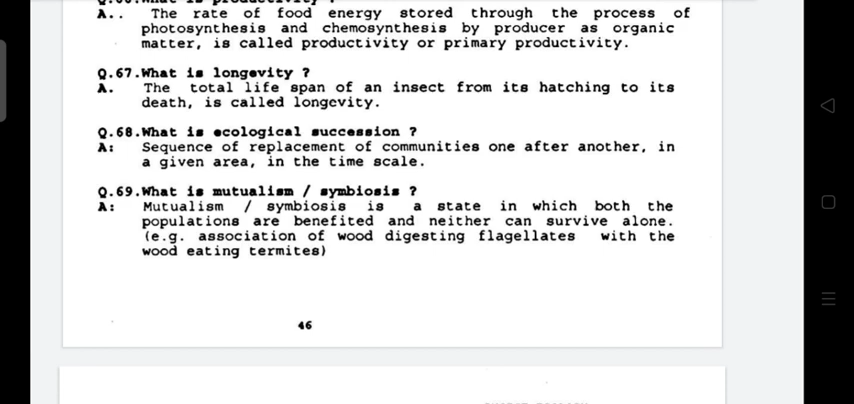 A.. The rate of food energy stored through the process of
photosynthesis and chemosynthesis by producer as organic
matter, is called productivity or primary productivity.
Q.67.What is longevity ?
A. The total life span of an insect from its hatching to its
death, is called longevity.
Q.68.What is ecological succession ?
A: Sequence of replacement of communities one after another, in
a given area, in the time scale.
Q.69.What is mutualism / symbiosis ?
A: Mutualism / symbiosis is a state in which both the
populations are benefited and neither can survive alone.
(e.g. association of wood digesting flagellates with the
wood eating termites)
46